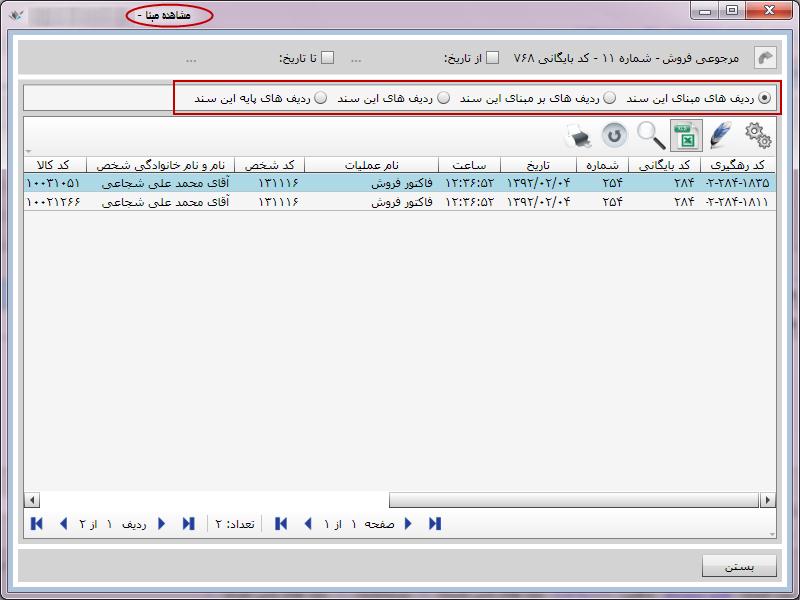 مشاهده مبنا -
مرجوعی فروش - شماره ۱۱ - کد بایگانی ۷۶۸ از تاریخ: ... تا تاریخ: ...
ردیف های مبنای این سند ردیف های بر مبنای این سند ردیف های این سند ردیف های پایه این سند
کد رهگیری کد بایگانی شماره تاریخ ساعت نام عملیات کد شخص نام و نام خانوادگی شخص کد کالا
۲-۲۸۴-۱۸۳۵- ۲۸۴ ۲۵۴ ۱۳۹۲/۰۲/۰۴ ۱۲:۳۶:۵۲ فاکتور فروش ۱۳۱۱۱۶ آقای محمد علی شجاعی ۱۰۰۳۱۰۵۱
۲-۲۸۴-۱۸۱۱- ۲۸۴ ۲۵۴ ۱۳۹۲/۰۲/۰۴ ۱۲:۳۶:۵۲ فاکتور فروش ۱۳۱۱۱۶ آقای محمد علی شجاعی ۱۰۰۲۱۲۶۶
صفحه ۱ از ۱ تعداد: ۲ ردیف ۱ از ۲
بستن